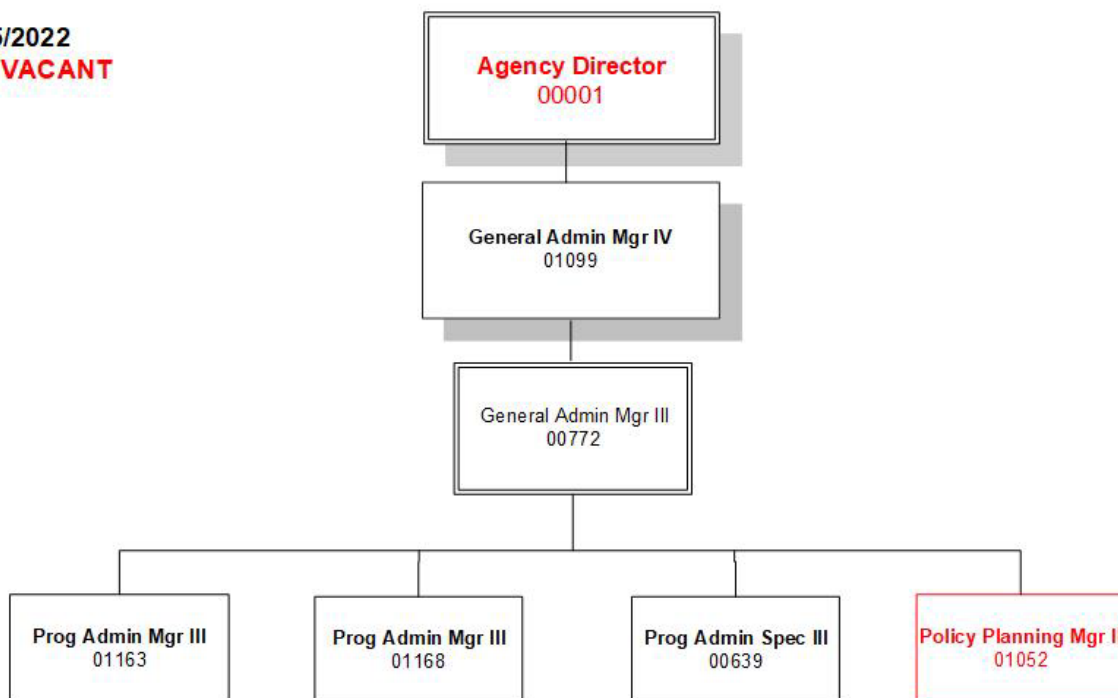 5/2022
VACANT
Agency Director
00001
General Admin Mgr IV
01099
General Admin Mgr III
00772
Prog Admin Mgr III
01163
Prog Admin Mgr III
01168
Prog Admin Spec III
00639
Policy Planning Mgr
01052